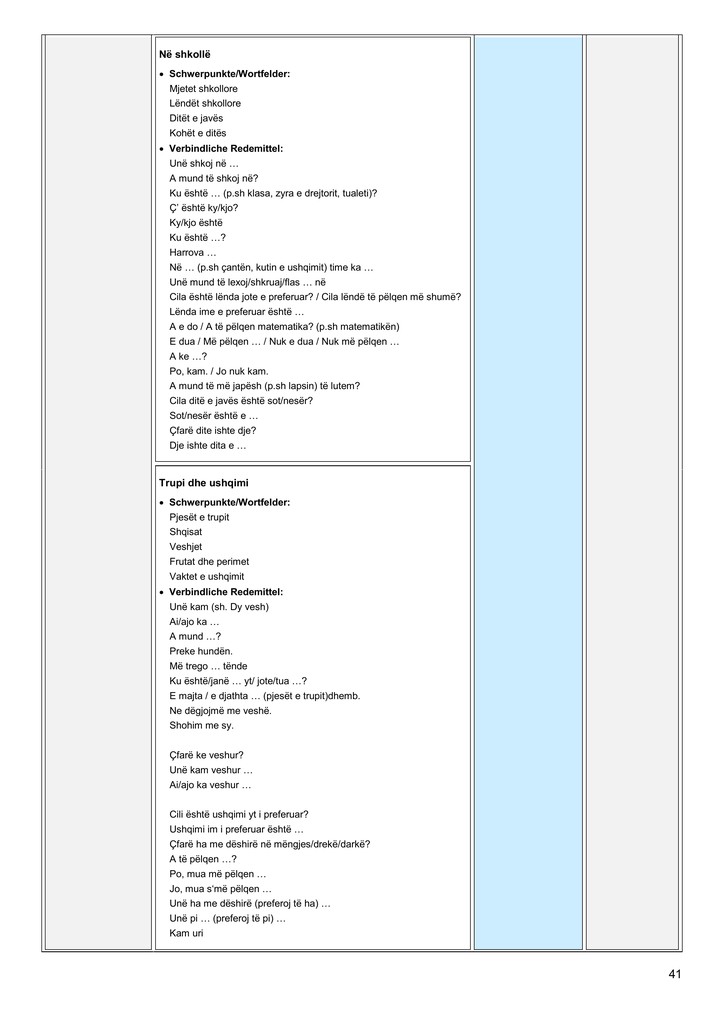 Në shkollë
• Schwerpunkte/Wortfelder:
Mjetet shkollore
Lëndët shkollore
Ditët e javës
Kohët e ditës
• Verbindliche Redemittel:
Unë shkoj në …
A mund të shkoj në?
Ku është … (p.sh klasa, zyra e drejtorit, tualeti)?
Ç’ është ky/kjo?
Ky/kjo është
Ku është …?
Harrova …
Në … (p.sh çantën, kutin e ushqimit) time ka …
Unë mund të lexoj/shkruaj/flas … në
Cila është lënda jote e preferuar? / Cila lëndë të pëlqen më shumë?
Lënda ime e preferuar është …
A e do / A të pëlqen matematika? (p.sh matematikën)
E dua / Më pëlqen … / Nuk e dua / Nuk më pëlqen …
A ke …?
Po, kam. / Jo nuk kam.
A mund të më japësh (p.sh lapsin) të lutem?
Cila ditë e javës është sot/nesër?
Sot/nesër është e …
Çfarë dite ishte dje?
Dje ishte dita e …
Trupi dhe ushqimi
• Schwerpunkte/Wortfelder:
Pjesët e trupit
Shqisat
Veshjet
Frutat dhe perimet
Vaktet e ushqimit
• Verbindliche Redemittel:
Unë kam (sh. Dy vesh)
Ai/ajo ka …
A mund …?
Preke hundën.
Më trego … tënde
Ku është/janë … yt/ jote/tua …?
E majta / e djathta … (pjesët e trupit)dhemb.
Ne dëgjojmë me veshë.
Shohim me sy.
Çfarë ke veshur?
Unë kam veshur …
Ai/ajo ka veshur …
Cili është ushqimi yt i preferuar?
Ushqimi im i preferuar është …
Çfarë ha me dëshirë në mëngjes/drekë/darkë?
A të pëlqen …?
Po, mua më pëlqen …
Jo, mua s‘më pëlqen …
Unë ha me dëshirë (preferoj të ha) …
Unë pi … (preferoj të pi) …
Kam uri
41